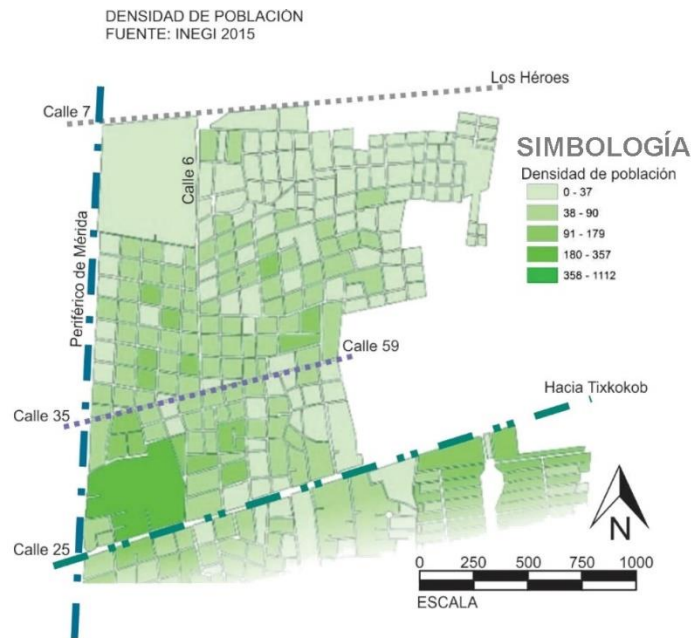 DENSIDAD DE POBLACIÓN
FUENTE: INEGI 2015
Los Héroes
Calle 7
Calle 6
Periférico de Mérida
SIMBOLOGÍA
Densidad de población
0 - 37
38 - 90
91 - 179
180 - 357
358 - 1112
Calle 59
Hacia Tixkokob
Calle 35
Calle 25
N
0 250 500 750 1000
ESCALA